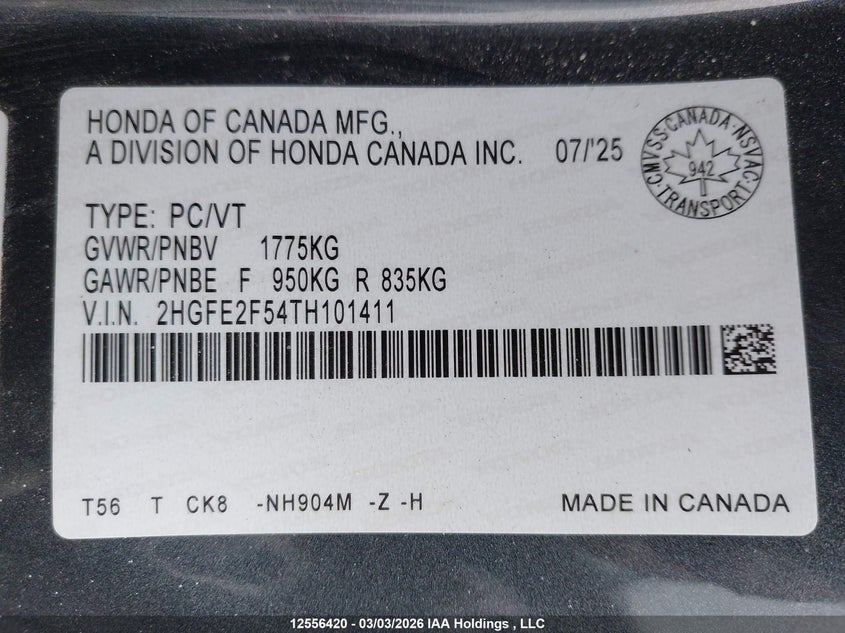 HONDA OF CANADA MFG.,
A DIVISION OF HONDA CANADA INC. 07/'25
CMVSS·CANADA·NSVAC·TRANSPORT·
942
TYPE: PC/VT
GVWR/PNBV 1775KG
GAWR/PNBE F 950KG R 835KG
V.I.N. 2HGFE2F54TH101411
T56 T CK8 -NH904M -Z -H MADE IN CANADA
12556420 - 03/03/2026 IAA Holdings , LLC